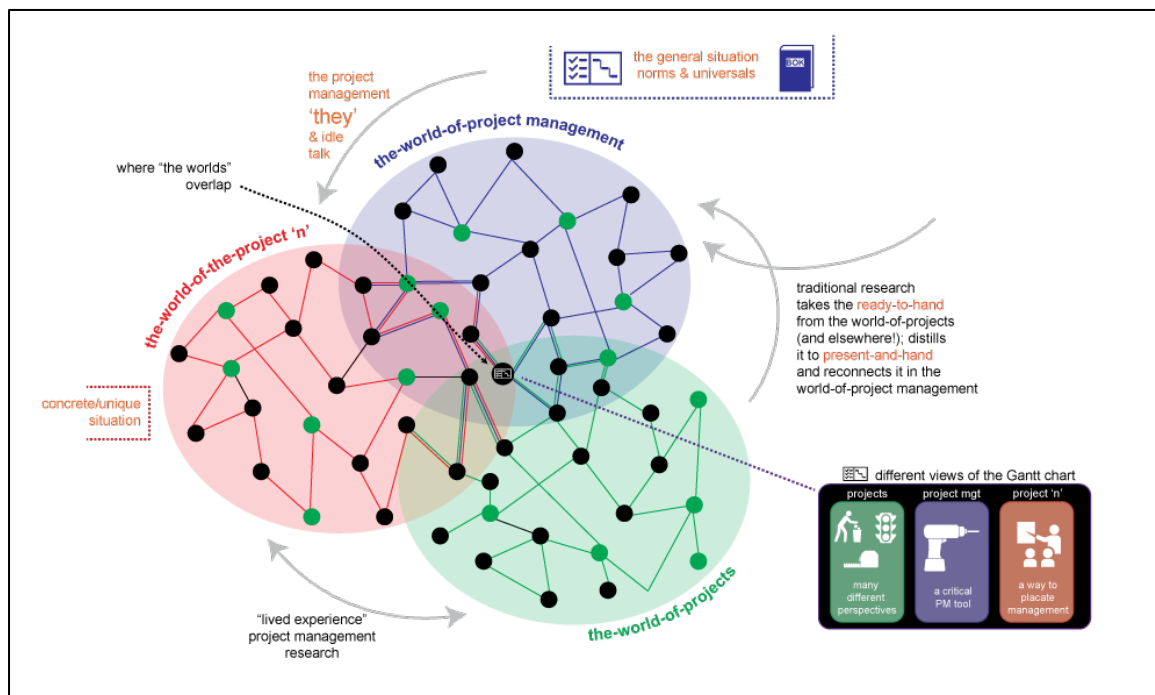 the general situation
norms & universals
BOK
the project
management
'they'
& idle
talk
the-world-of-project management
where "the worlds"
overlap
the-world-of-the-project 'n'
traditional research
takes the ready-to-hand
from the world-of-projects
(and elsewhere!); distills
it to present-and-hand
and reconnects it in the
world-of-project management
concrete/unique
situation
different views of the Gantt chart
projects
project mgt
project 'n'
many
different
perspectives
a critical
PM tool
a way to
placate
management
the-world-of-projects
"lived experience"
project management
research